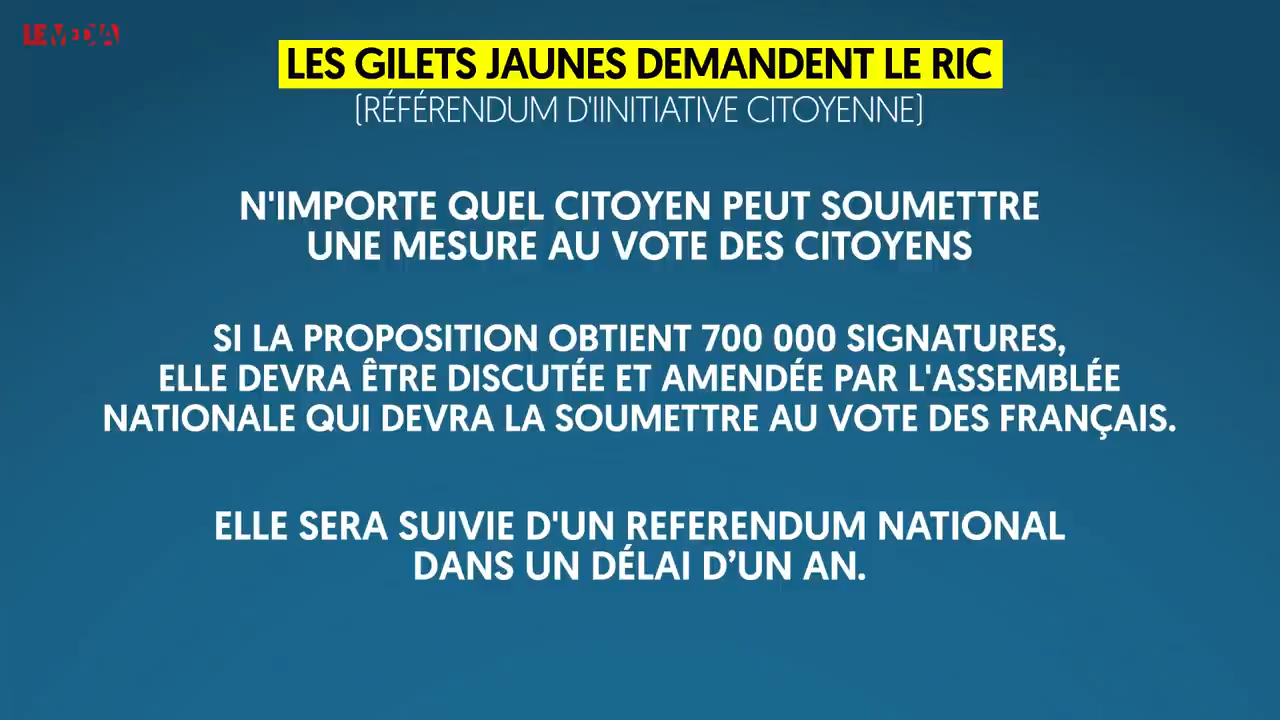 LEMEDIA
LES GILETS JAUNES DEMANDENT LE RIC
(RÉFÉRENDUM D'IINITIATIVE CITOYENNE)
N'IMPORTE QUEL CITOYEN PEUT SOUMETTRE
UNE MESURE AU VOTE DES CITOYENS
SI LA PROPOSITION OBTIENT 700 000 SIGNATURES,
ELLE DEVRA ÊTRE DISCUTÉE ET AMENDÉE PAR L'ASSEMBLÉE
NATIONALE QUI DEVRA LA SOUMETTRE AU VOTE DES FRANÇAIS.
ELLE SERA SUIVIE D'UN REFERENDUM NATIONAL
DANS UN DÉLAI D’UN AN.